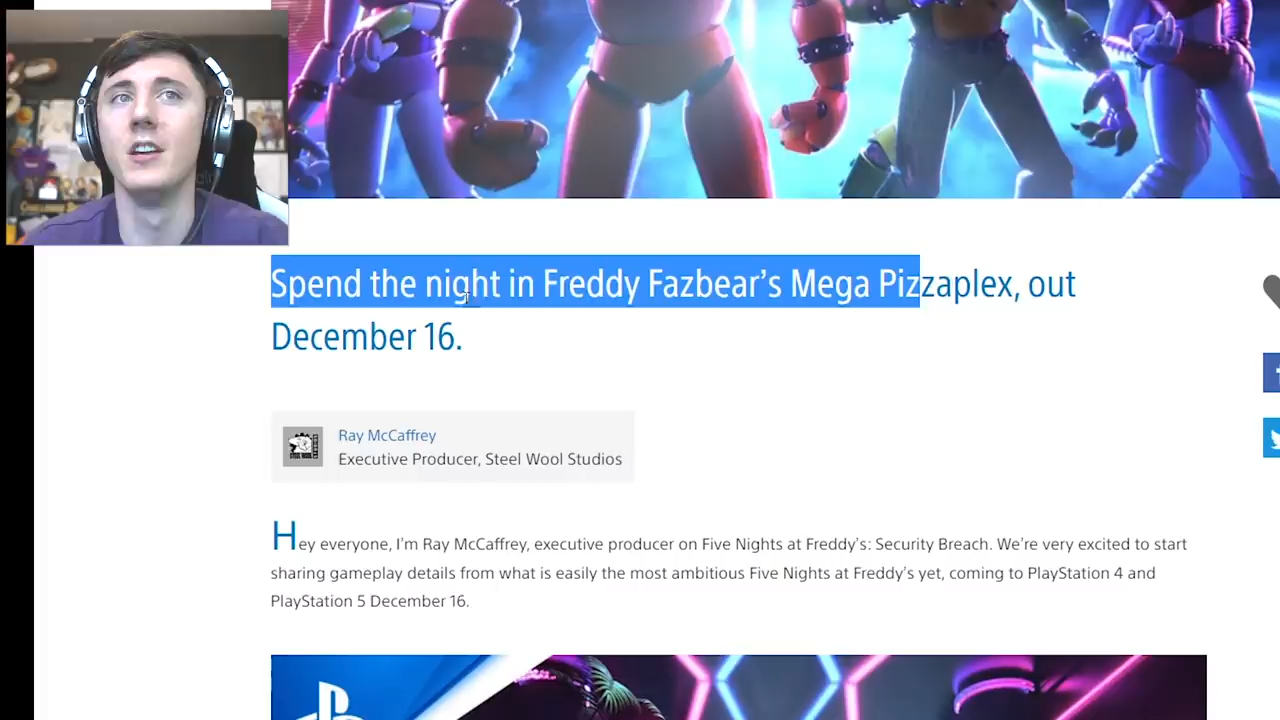 Spend the night in Freddy Fazbear’s Mega Pizzaplex, out
December 16.
Ray McCaffrey
Executive Producer, Steel Wool Studios
Hey everyone, I’m Ray McCaffrey, executive producer on Five Nights at Freddy’s: Security Breach. We’re very excited to start
sharing gameplay details from what is easily the most ambitious Five Nights at Freddy’s yet, coming to PlayStation 4 and
PlayStation 5 December 16.